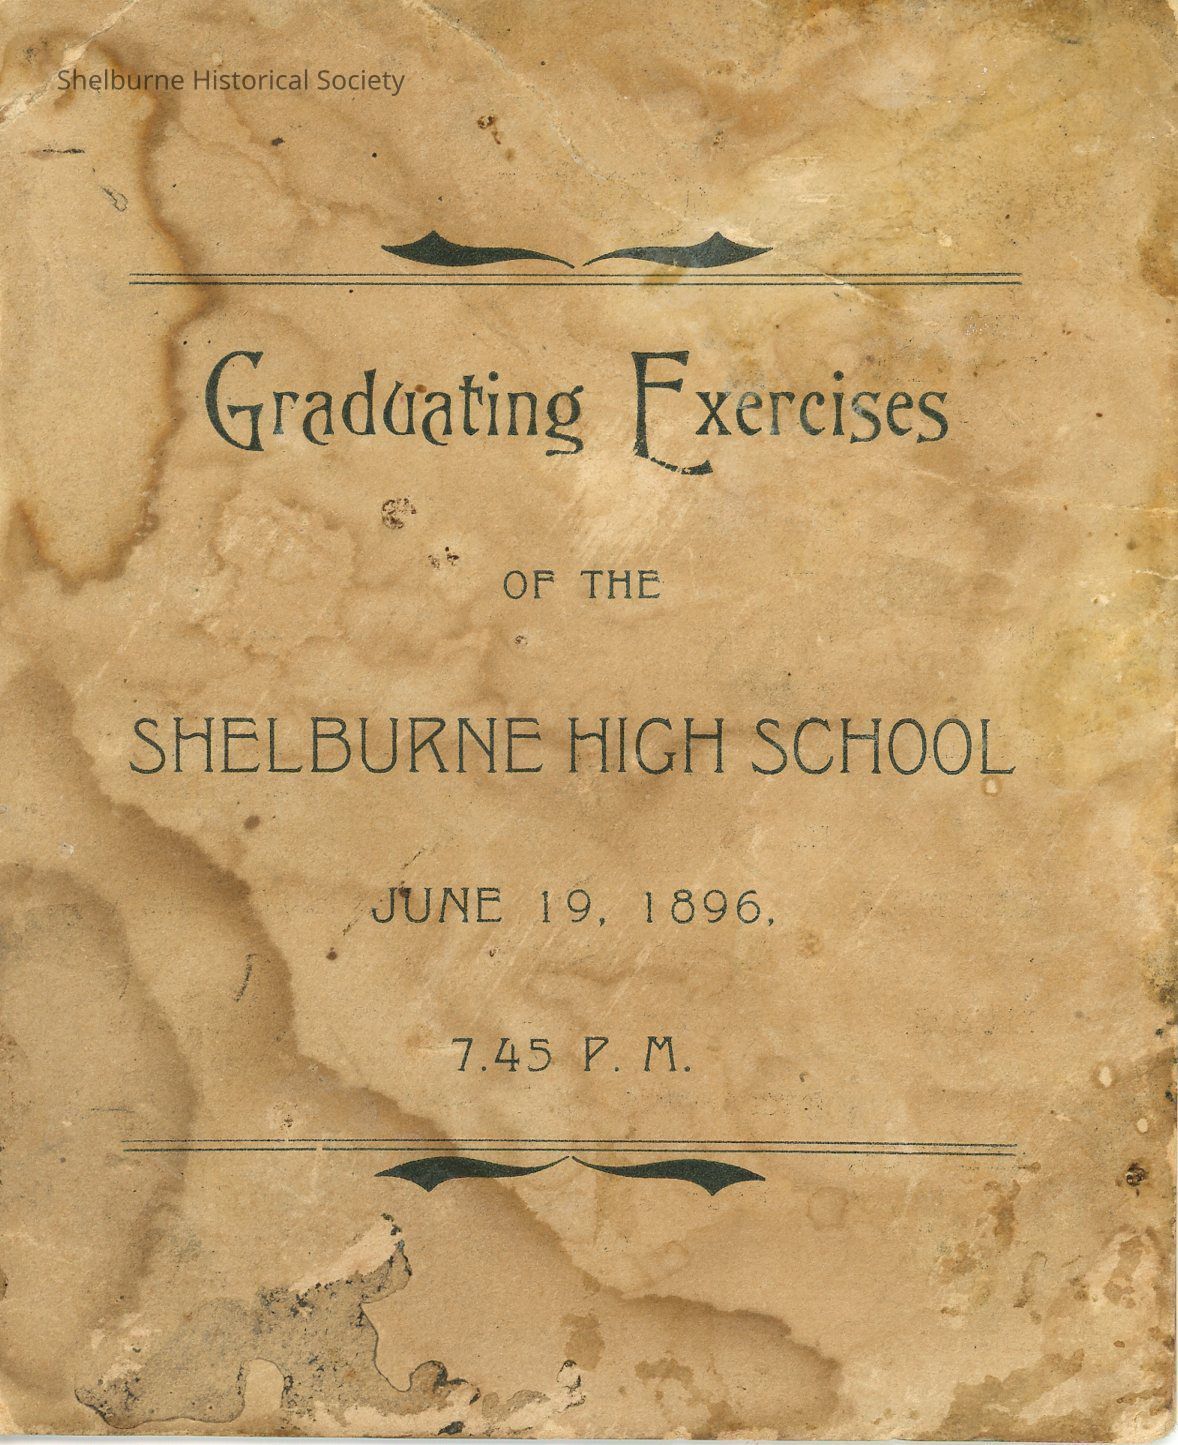 Shelburne Historical Society
Graduating Exercises
OF THE
SHELBURNE HIGH SCHOOL
JUNE 19, 1896,
7.45 P. M.